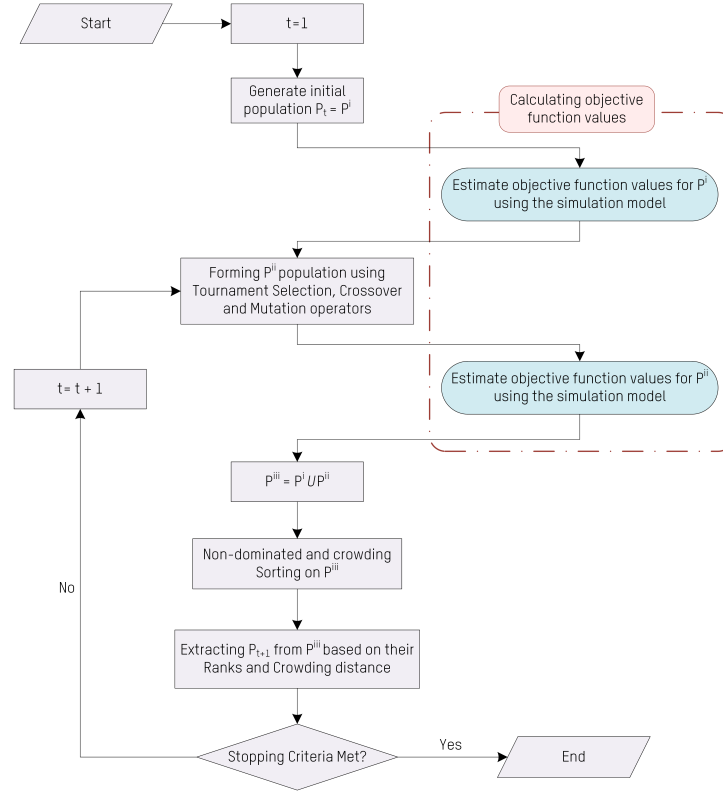 Start
t=1
Generate initial
population Pₜ = Pⁱ
Calculating objective
function values
Estimate objective function values for Pⁱ
using the simulation model
Forming Pⁱⁱ population using
Tournament Selection, Crossover
and Mutation operators
t= t + 1
Estimate objective function values for Pⁱⁱ
using the simulation model
Pⁱⁱⁱ = Pⁱ ∪Pⁱⁱ
Non-dominated and crowding
Sorting on Pⁱⁱⁱ
No
Extracting Pₜ₊₁ from Pⁱⁱⁱ based on their
Ranks and Crowding distance
Stopping Criteria Met?
Yes
End